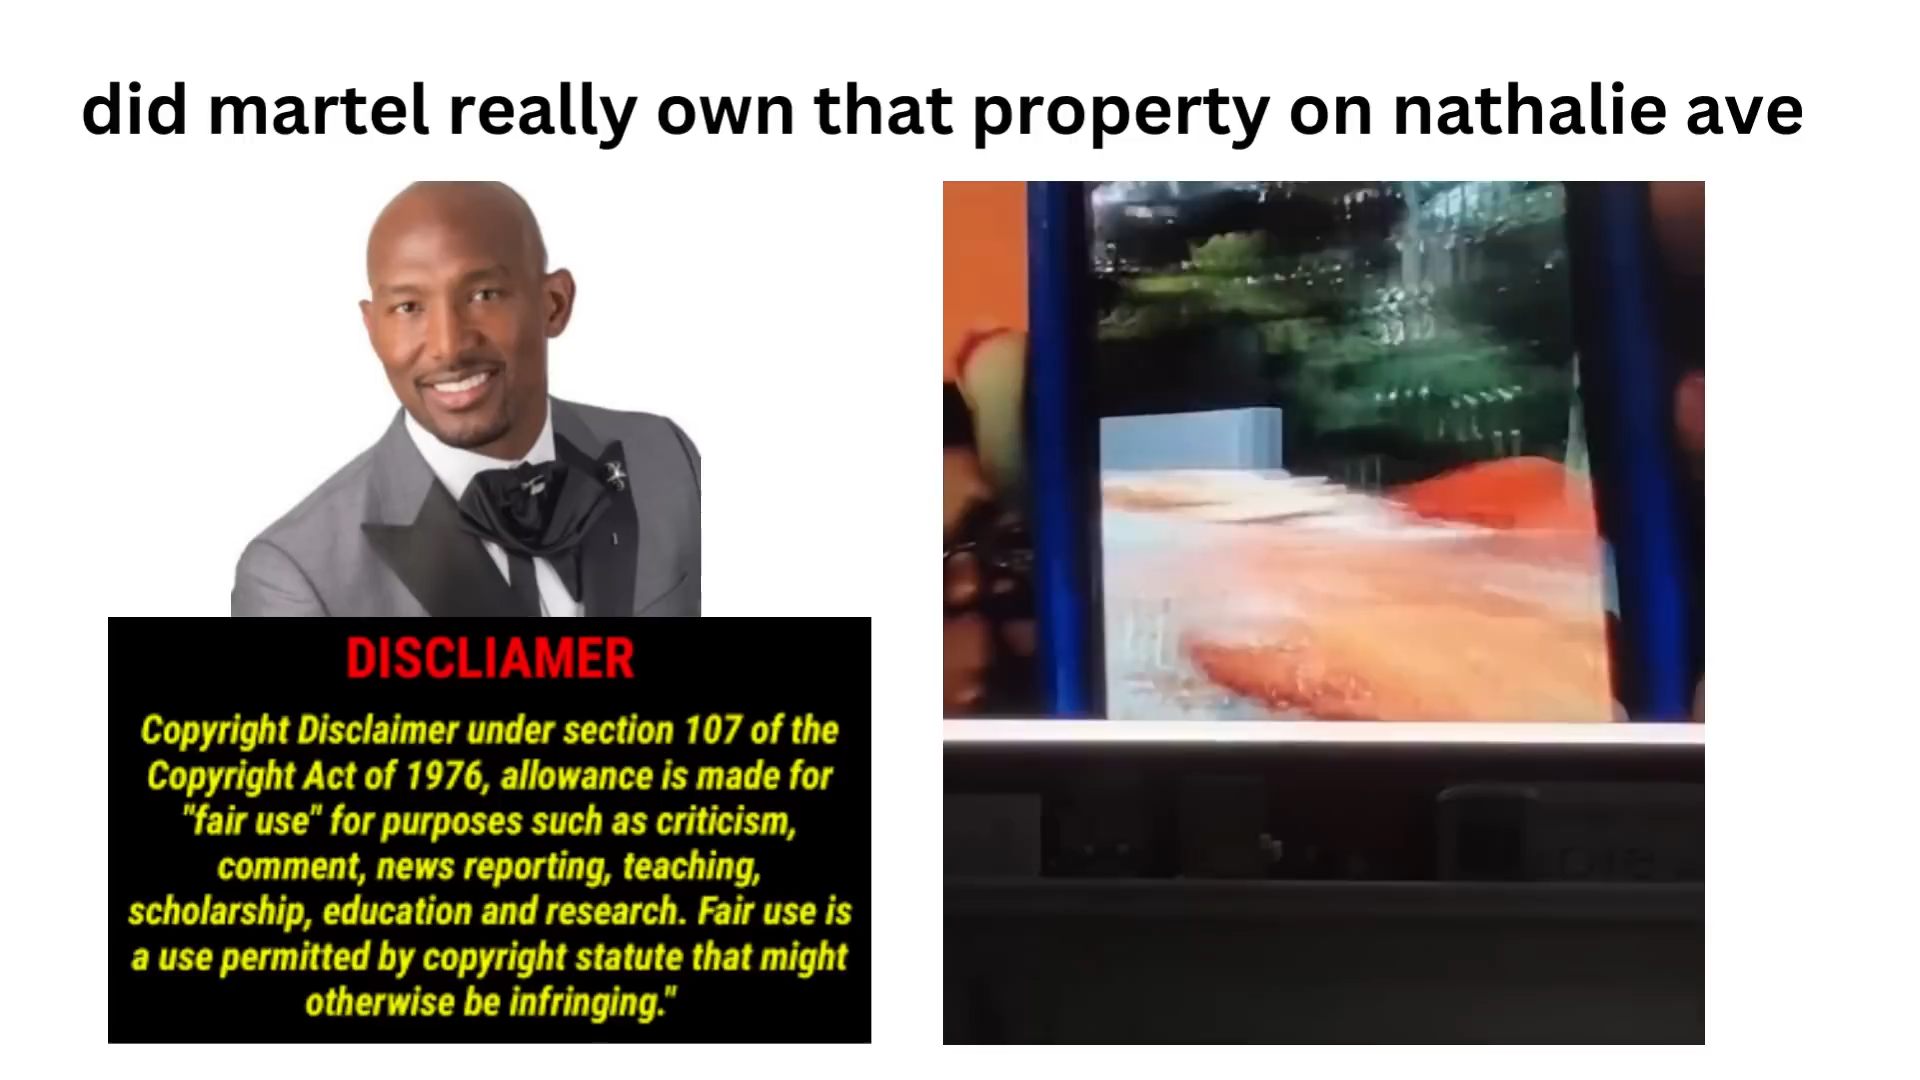 did martel really own that property on nathalie ave
DISCLIAMER
Copyright Disclaimer under section 107 of the
Copyright Act of 1976, allowance is made for
"fair use" for purposes such as criticism,
comment, news reporting, teaching,
scholarship, education and research. Fair use is
a use permitted by copyright statute that might
otherwise be infringing."